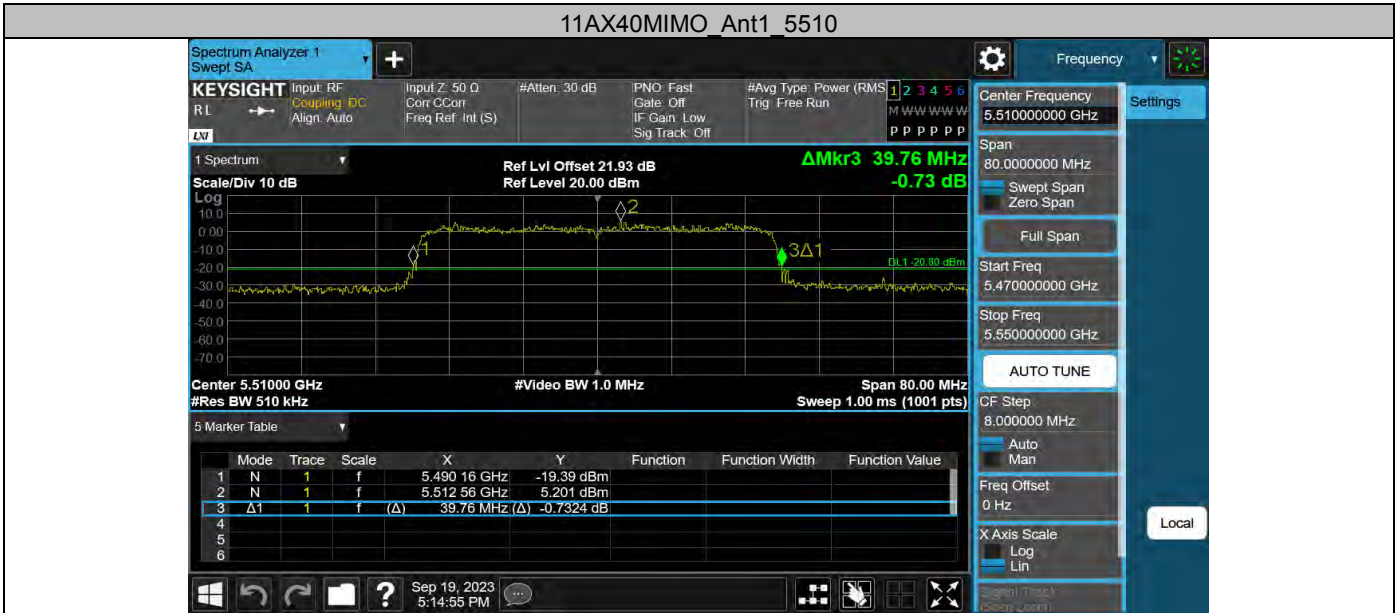 11AX40MIMO_Ant1_5510
Spectrum Analyzer 1
Swept SA
+
Frequency
KEYSIGHT
RL
LXI
Input: RF
Coupling: DC
Align: Auto
Input Z: 50 Ω
Corr CCorr
Freq Ref: Int (S)
#Atten: 30 dB
PNO: Fast
Gate: Off
IF Gain: Low
Sig Track: Off
#Avg Type: Power (RMS
Trig: Free Run
1 2 3 4 5 6
M W W W W W
P P P P P P
1 Spectrum
Scale/Div 10 dB
Ref Lvl Offset 21.93 dB
Ref Level 20.00 dBm
ΔMkr3 39.76 MHz
-0.73 dB
Log
10.0
0.00
-10.0
-20.0
-30.0
-40.0
-50.0
-60.0
-70.0
1
2
3Δ1
DL1 -20.80 dBm
Center 5.51000 GHz
#Video BW 1.0 MHz
Span 80.00 MHz
#Res BW 510 kHz
Sweep 1.00 ms (1001 pts)
5 Marker Table
Mode Trace Scale X Y Function Function Width Function Value
1 N 1 f 5.490 16 GHz -19.39 dBm
2 N 1 f 5.512 56 GHz 5.201 dBm
3 Δ1 1 f (Δ) 39.76 MHz (Δ) -0.7324 dB
4
5
6
?
Sep 19, 2023
5:14:55 PM
Center Frequency
5.510000000 GHz
Settings
Span
80.0000000 MHz
Swept Span
Zero Span
Full Span
Start Freq
5.470000000 GHz
Stop Freq
5.550000000 GHz
AUTO TUNE
CF Step
8.000000 MHz
Auto
Man
Freq Offset
0 Hz
X Axis Scale
Log
Lin
Local
Signal Track
(Span Zoom)